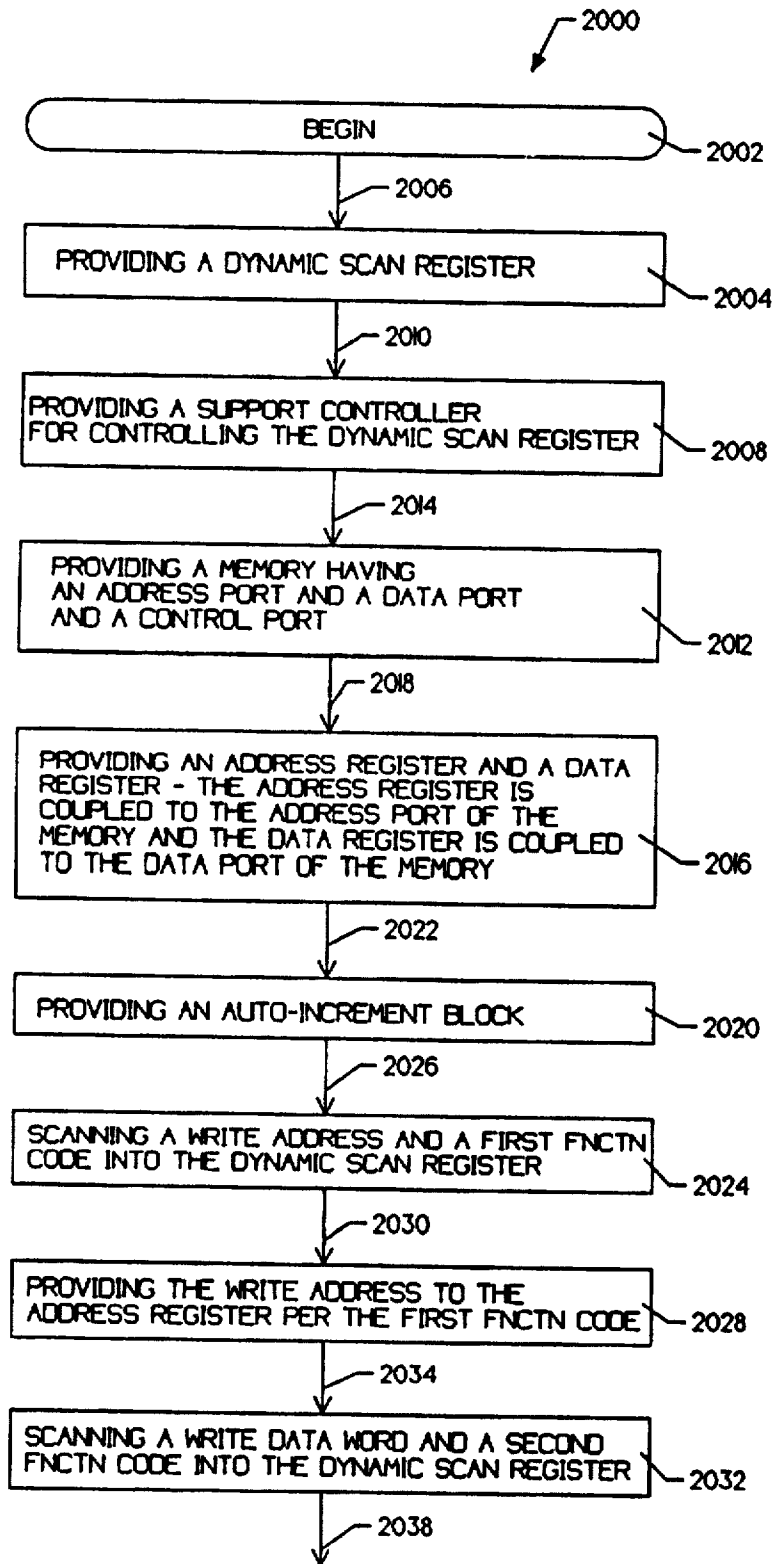 2000
BEGIN
2002
2006
PROVIDING A DYNAMIC SCAN REGISTER
2004
2010
PROVIDING A SUPPORT CONTROLLER
FOR CONTROLLING THE DYNAMIC SCAN REGISTER
2008
2014
PROVIDING A MEMORY HAVING
AN ADDRESS PORT AND A DATA PORT
AND A CONTROL PORT
2012
2018
PROVIDING AN ADDRESS REGISTER AND A DATA
REGISTER - THE ADDRESS REGISTER IS
COUPLED TO THE ADDRESS PORT OF THE
MEMORY AND THE DATA REGISTER IS COUPLED
TO THE DATA PORT OF THE MEMORY
2016
2022
PROVIDING AN AUTO-INCREMENT BLOCK
2020
2026
SCANNING A WRITE ADDRESS AND A FIRST FNCTN
CODE INTO THE DYNAMIC SCAN REGISTER
2024
2030
PROVIDING THE WRITE ADDRESS TO THE
ADDRESS REGISTER PER THE FIRST FNCTN CODE
2028
2034
SCANNING A WRITE DATA WORD AND A SECOND
FNCTN CODE INTO THE DYNAMIC SCAN REGISTER
2032
2038